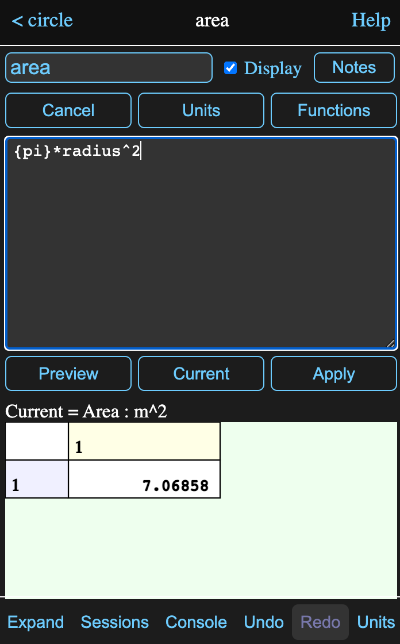 < circle area Help
area Display Notes
Cancel Units Functions
{pi}*radius^2
Preview Current Apply
Current = Area : m^2
1
1 7.06858
Expand Sessions Console Undo Redo Units